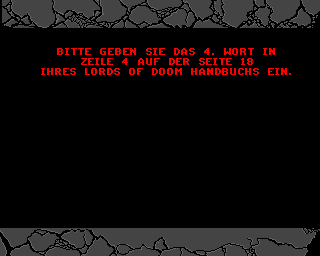 BITTE GEBEN SIE DAS 4. WORT IN
ZEILE 4 AUF DER SEITE 18
IHRES LORDS OF DOOM HANDBUCHS EIN.